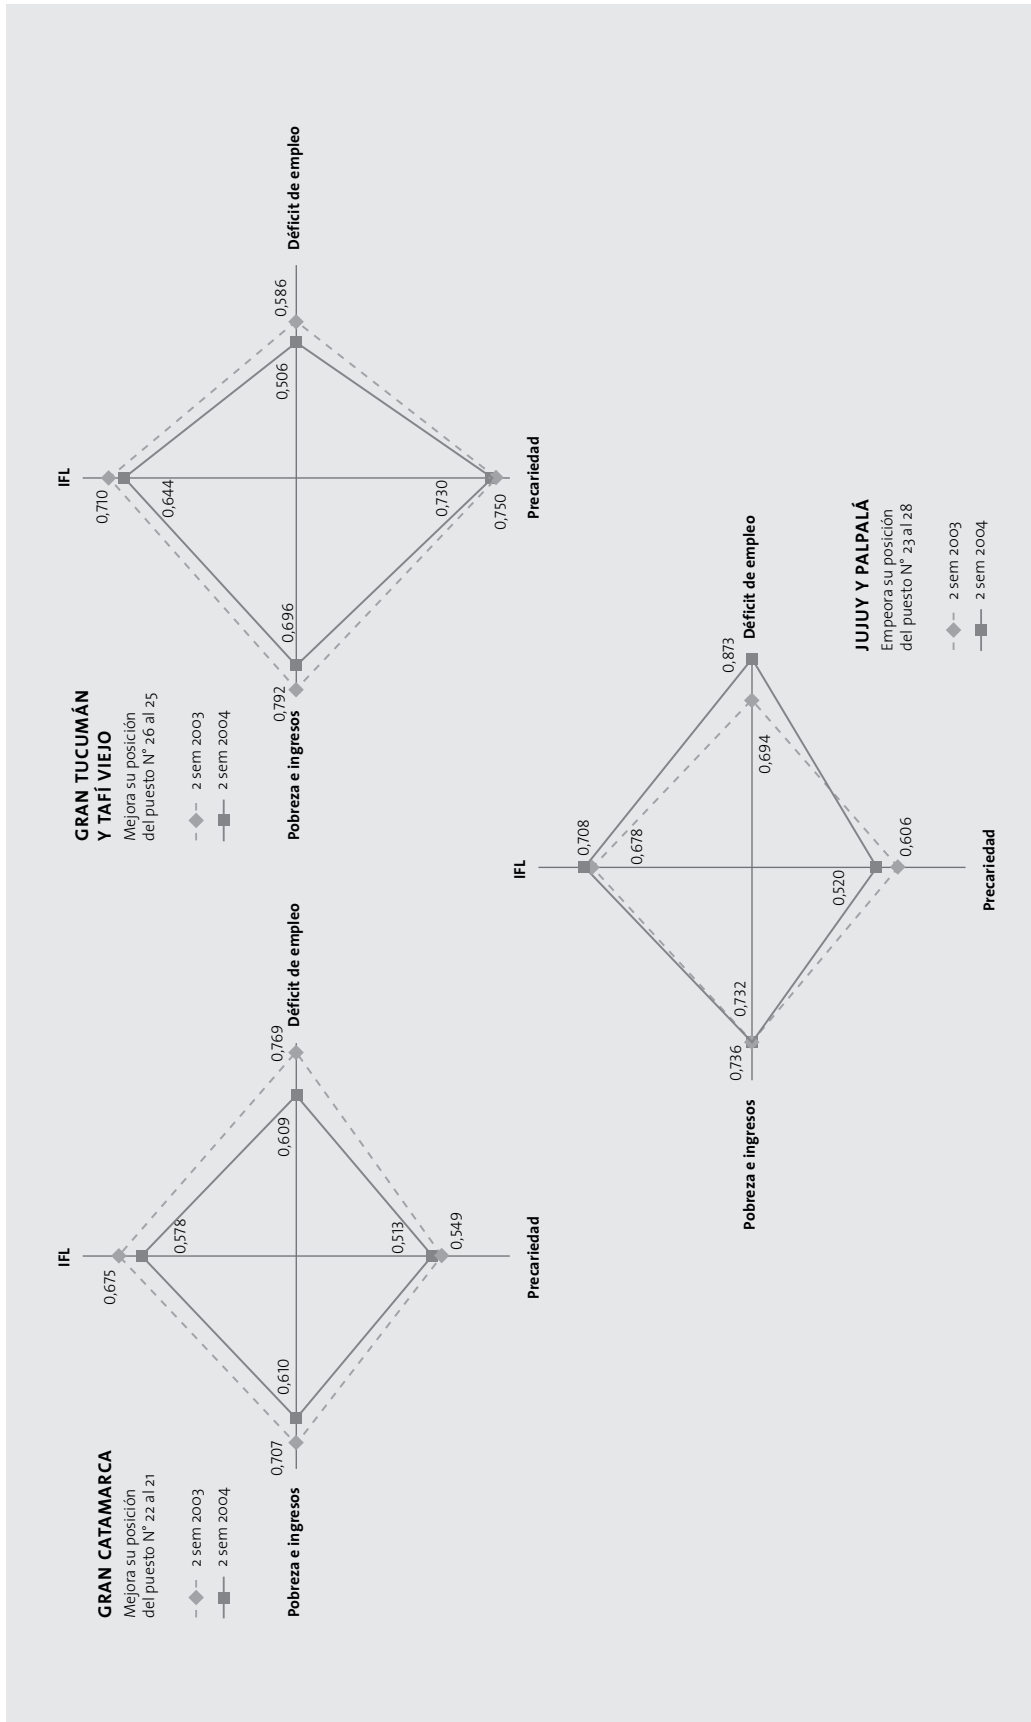 GRAN CATAMARCA
Mejora su posición
del puesto N° 22 al 21
2 sem 2003
2 sem 2004
IFL
0,675
0,578
Pobreza e ingresos
0,707
0,610
0,609
0,769
Déficit de empleo
0,513
0,549
Precariedad
GRAN TUCUMÁN
Y TAFÍ VIEJO
Mejora su posición
del puesto N° 26 al 25
2 sem 2003
2 sem 2004
IFL
0,710
0,644
Pobreza e ingresos
0,792
0,696
0,506
0,586
Déficit de empleo
0,730
0,750
Precariedad
IFL
0,708
0,678
Pobreza e ingresos
0,736
0,732
0,694
0,873
Déficit de empleo
0,520
0,606
Precariedad
JUJUY Y PALPALÁ
Empeora su posición
del puesto N° 23 al 28
2 sem 2003
2 sem 2004